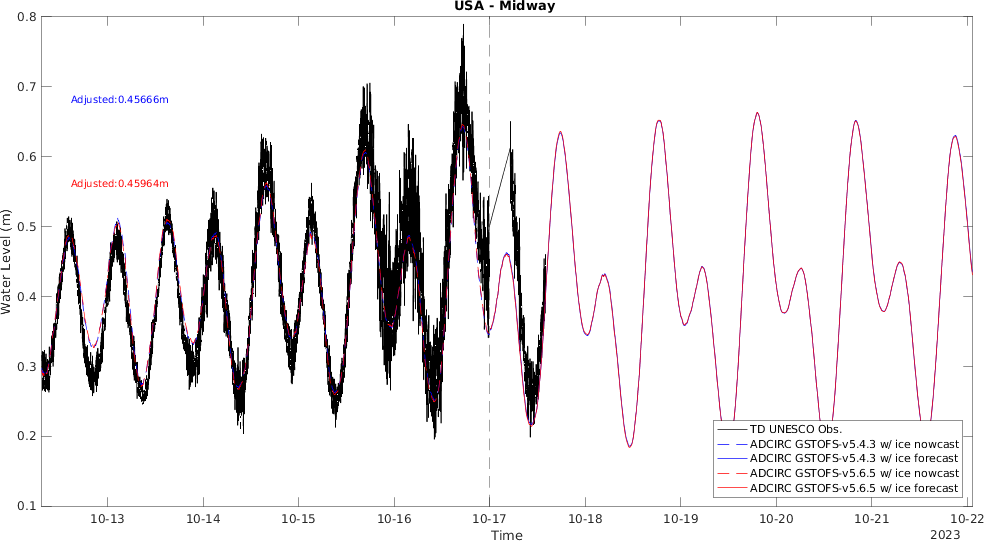 USA - Midway
0.8
0.7
0.6
0.5
0.4
0.3
0.2
0.1
Water Level (m)
Adjusted:0.45666m
Adjusted:0.45964m
TD UNESCO Obs.
ADCIRC GSTOFS-v5.4.3 w/ ice nowcast
ADCIRC GSTOFS-v5.4.3 w/ ice forecast
ADCIRC GSTOFS-v5.6.5 w/ ice nowcast
ADCIRC GSTOFS-v5.6.5 w/ ice forecast
10-13 10-14 10-15 10-16 10-17 10-18 10-19 10-20 10-21 10-22
Time
2023